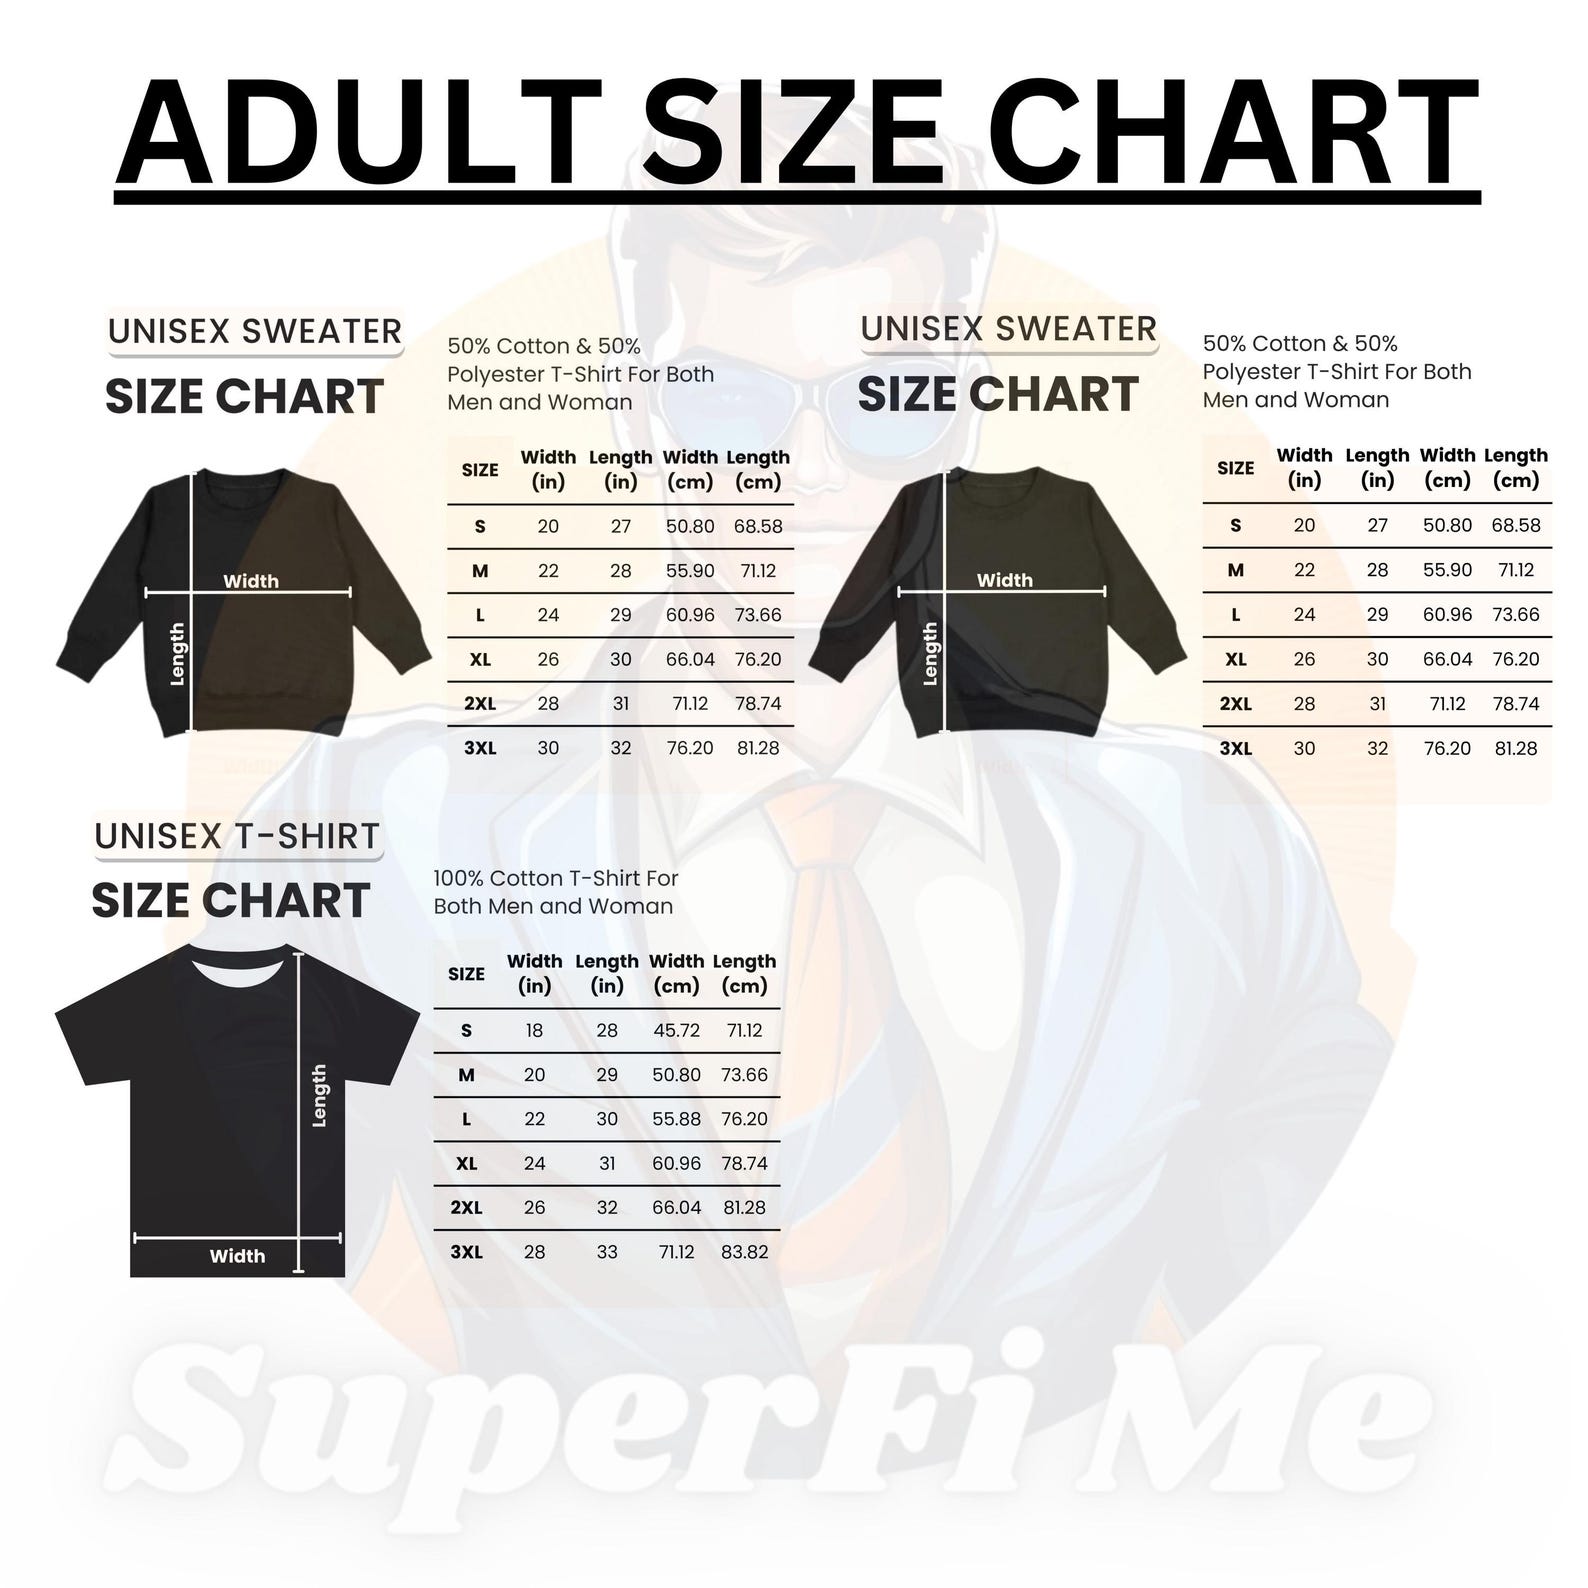 ADULT SIZE CHART
UNISEX SWEATER
SIZE CHART
50% Cotton & 50%
Polyester T-Shirt For Both
Men and Woman
SIZE Width (in) Length (in) Width (cm) Length (cm)
S 20 27 50.80 68.58
M 22 28 55.90 71.12
L 24 29 60.96 73.66
XL 26 30 66.04 76.20
2XL 28 31 71.12 78.74
3XL 30 32 76.20 81.28
Width
Length
UNISEX SWEATER
SIZE CHART
50% Cotton & 50%
Polyester T-Shirt For Both
Men and Woman
SIZE Width (in) Length (in) Width (cm) Length (cm)
S 20 27 50.80 68.58
M 22 28 55.90 71.12
L 24 29 60.96 73.66
XL 26 30 66.04 76.20
2XL 28 31 71.12 78.74
3XL 30 32 76.20 81.28
Width
Length
UNISEX T-SHIRT
SIZE CHART
100% Cotton T-Shirt For
Both Men and Woman
SIZE Width (in) Length (in) Width (cm) Length (cm)
S 18 28 45.72 71.12
M 20 29 50.80 73.66
L 22 30 55.88 76.20
XL 24 31 60.96 78.74
2XL 26 32 66.04 81.28
3XL 28 33 71.12 83.82
Length
Width
SuperFi Me